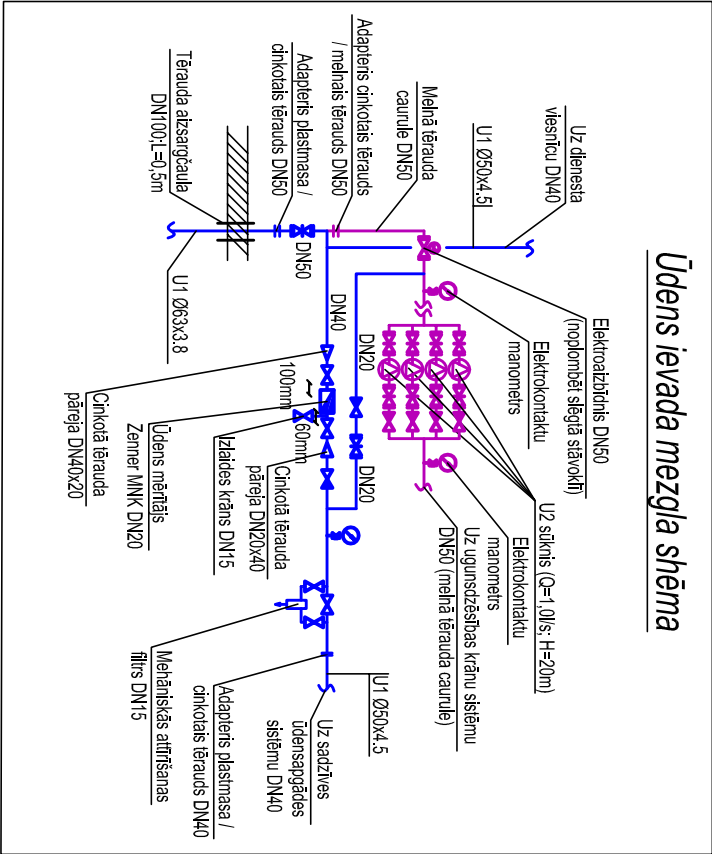 Ūdens ievada mezgla shēma
Uz dienesta
viesnīcu DN40
U1 Ø50x4.5
Melnā tērauda
caurule DN50
Adapteris cinkotais tērauds
/ melnais tērauds DN50
Adapteris plastmasa /
cinkotais tērauds DN50
Tērauda aizsargčaula
DN100;L=0,5m
Elektroaizbīdnis DN50
(noplombēt slēgtā stāvoklī)
Elektrokontaktu
manometrs
U2 sūknis (Q=1,0l/s; H=20m)
Elektrokontaktu
manometrs
Uz ugunsdzēsības krānu sistēmu
DN50 (melnā tērauda caurule)
DN50
U1 Ø63x3.8
DN40
DN20
DN20
100mm
60mm
Cinkotā tērauda
pāreja DN20x40
Izlaides krāns DN15
Ūdens mērītājs
Zenner MNK DN20
Cinkotā tērauda
pāreja DN40x20
U1 Ø50x4.5
Uz sadzīves
ūdensapgādes
sistēmu DN40
Adapteris plastmasa /
cinkotais tērauds DN40
Mehāniskās attīrīšanas
filtrs DN15